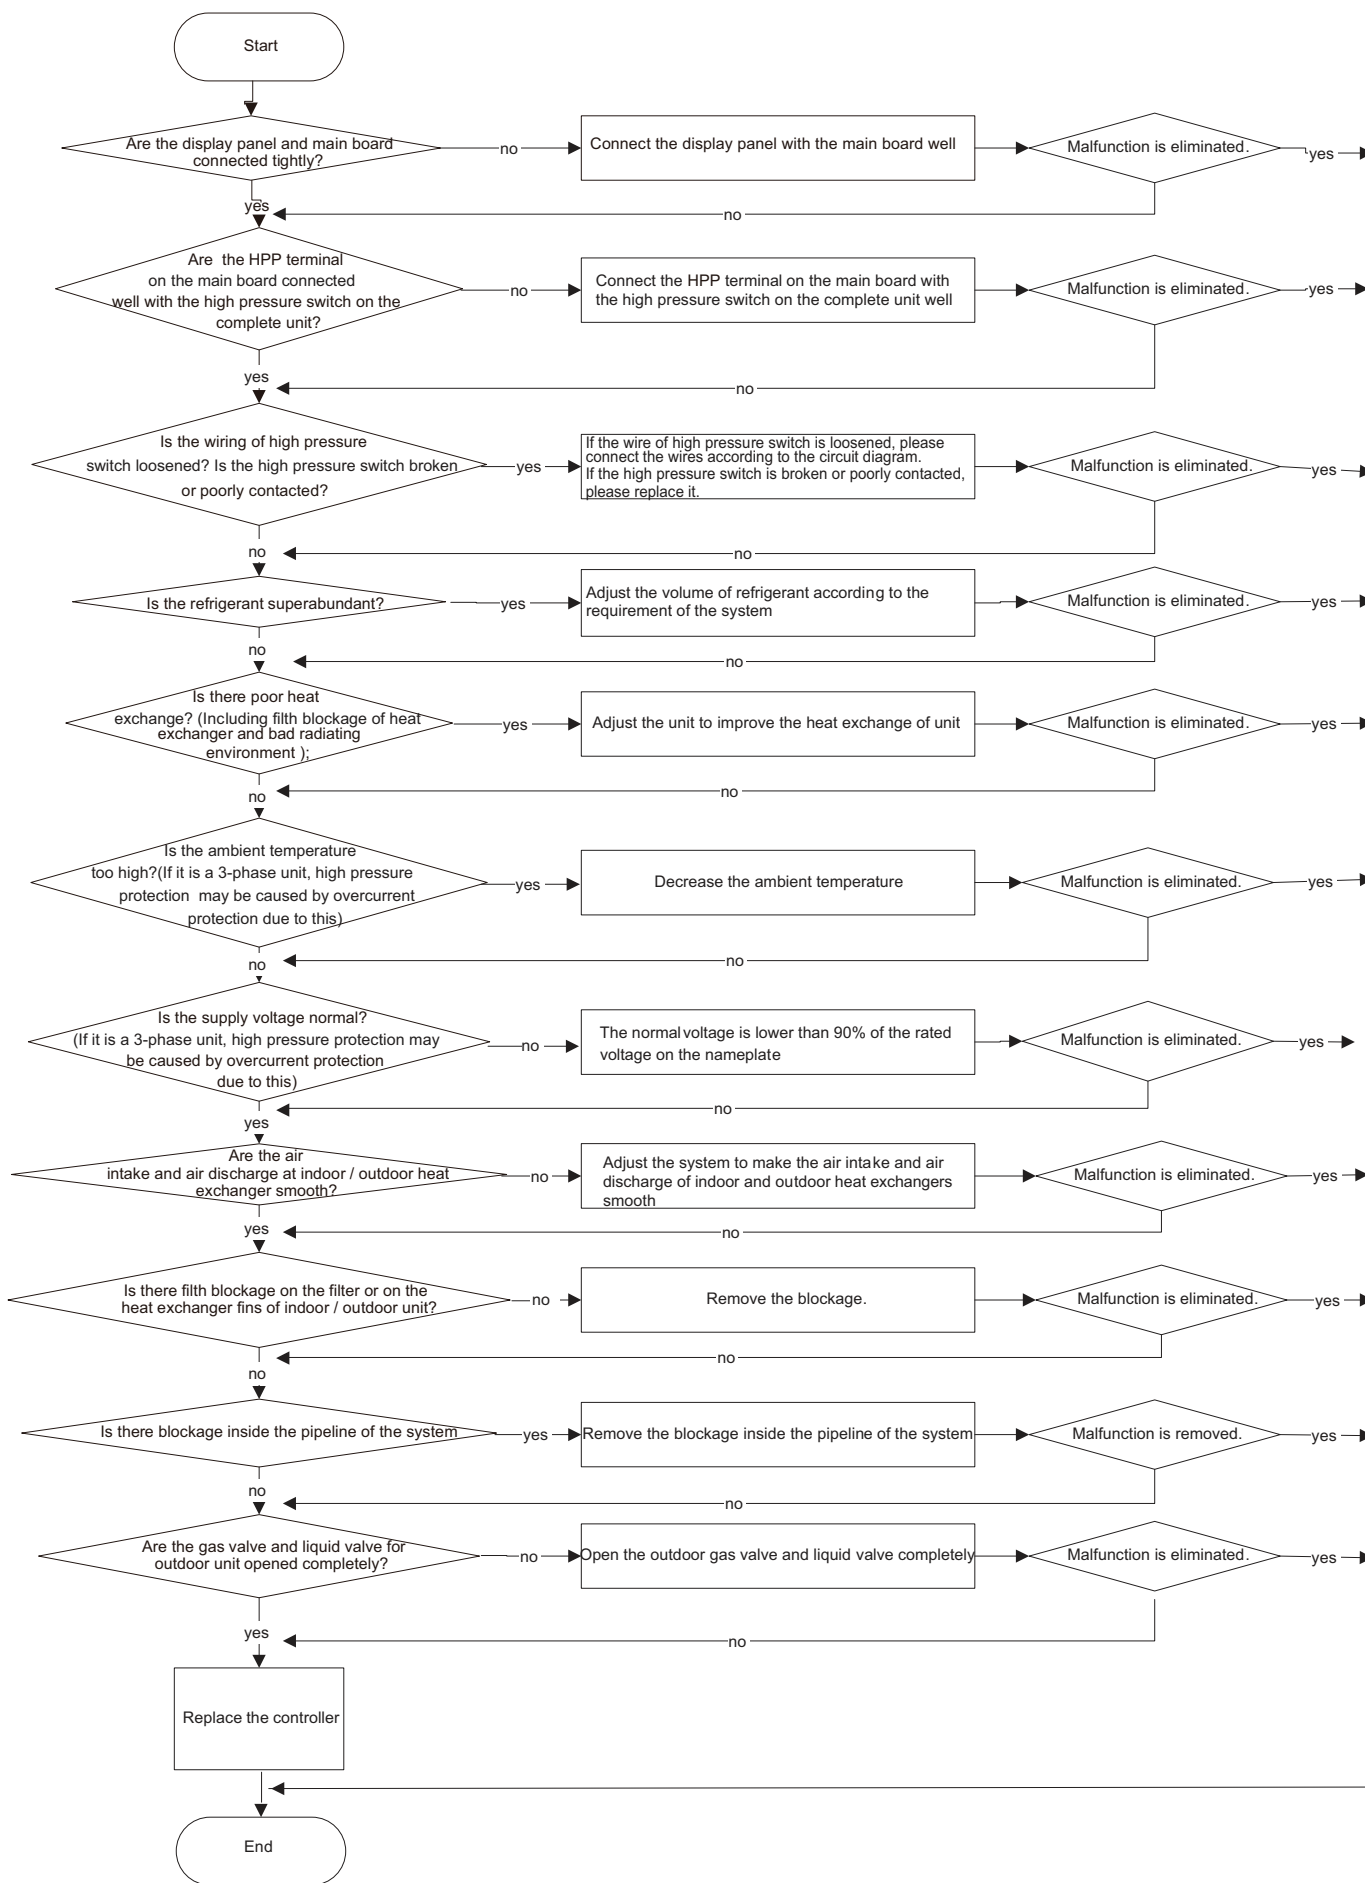 Start
Are the display panel and main board
connected tightly?
no
Connect the display panel with the main board well
Malfunction is eliminated.
yes
yes
no
Are the HPP terminal
on the main board connected
well with the high pressure switch on the
complete unit?
no
Connect the HPP terminal on the main board with
the high pressure switch on the complete unit well
Malfunction is eliminated.
yes
yes
no
Is the wiring of high pressure
switch loosened? Is the high pressure switch broken
or poorly contacted?
yes
If the wire of high pressure switch is loosened, please
connect the wires according to the circuit diagram.
If the high pressure switch is broken or poorly contacted,
please replace it.
Malfunction is eliminated.
yes
no
no
Is the refrigerant superabundant?
yes
Adjust the volume of refrigerant according to the
requirement of the system
Malfunction is eliminated.
yes
no
no
Is there poor heat
exchange? (Including filth blockage of heat
exchanger and bad radiating
environment );
yes
Adjust the unit to improve the heat exchange of unit
Malfunction is eliminated.
yes
no
no
Is the ambient temperature
too high?(If it is a 3-phase unit, high pressure
protection may be caused by overcurrent
protection due to this)
yes
Decrease the ambient temperature
Malfunction is eliminated.
yes
no
no
Is the supply voltage normal?
(If it is a 3-phase unit, high pressure protection may
be caused by overcurrent protection
due to this)
no
The normal voltage is lower than 90% of the rated
voltage on the nameplate
Malfunction is eliminated.
yes
yes
no
Are the air
intake and air discharge at indoor / outdoor heat
exchanger smooth?
no
Adjust the system to make the air intake and air
discharge of indoor and outdoor heat exchangers
smooth
Malfunction is eliminated.
yes
yes
no
Is there filth blockage on the filter or on the
heat exchanger fins of indoor / outdoor unit?
no
Remove the blockage.
Malfunction is eliminated.
yes
no
no
Is there blockage inside the pipeline of the system
yes
Remove the blockage inside the pipeline of the system
Malfunction is removed.
yes
no
no
Are the gas valve and liquid valve for
outdoor unit opened completely?
no
Open the outdoor gas valve and liquid valve completely
Malfunction is eliminated.
yes
yes
no
Replace the controller
End